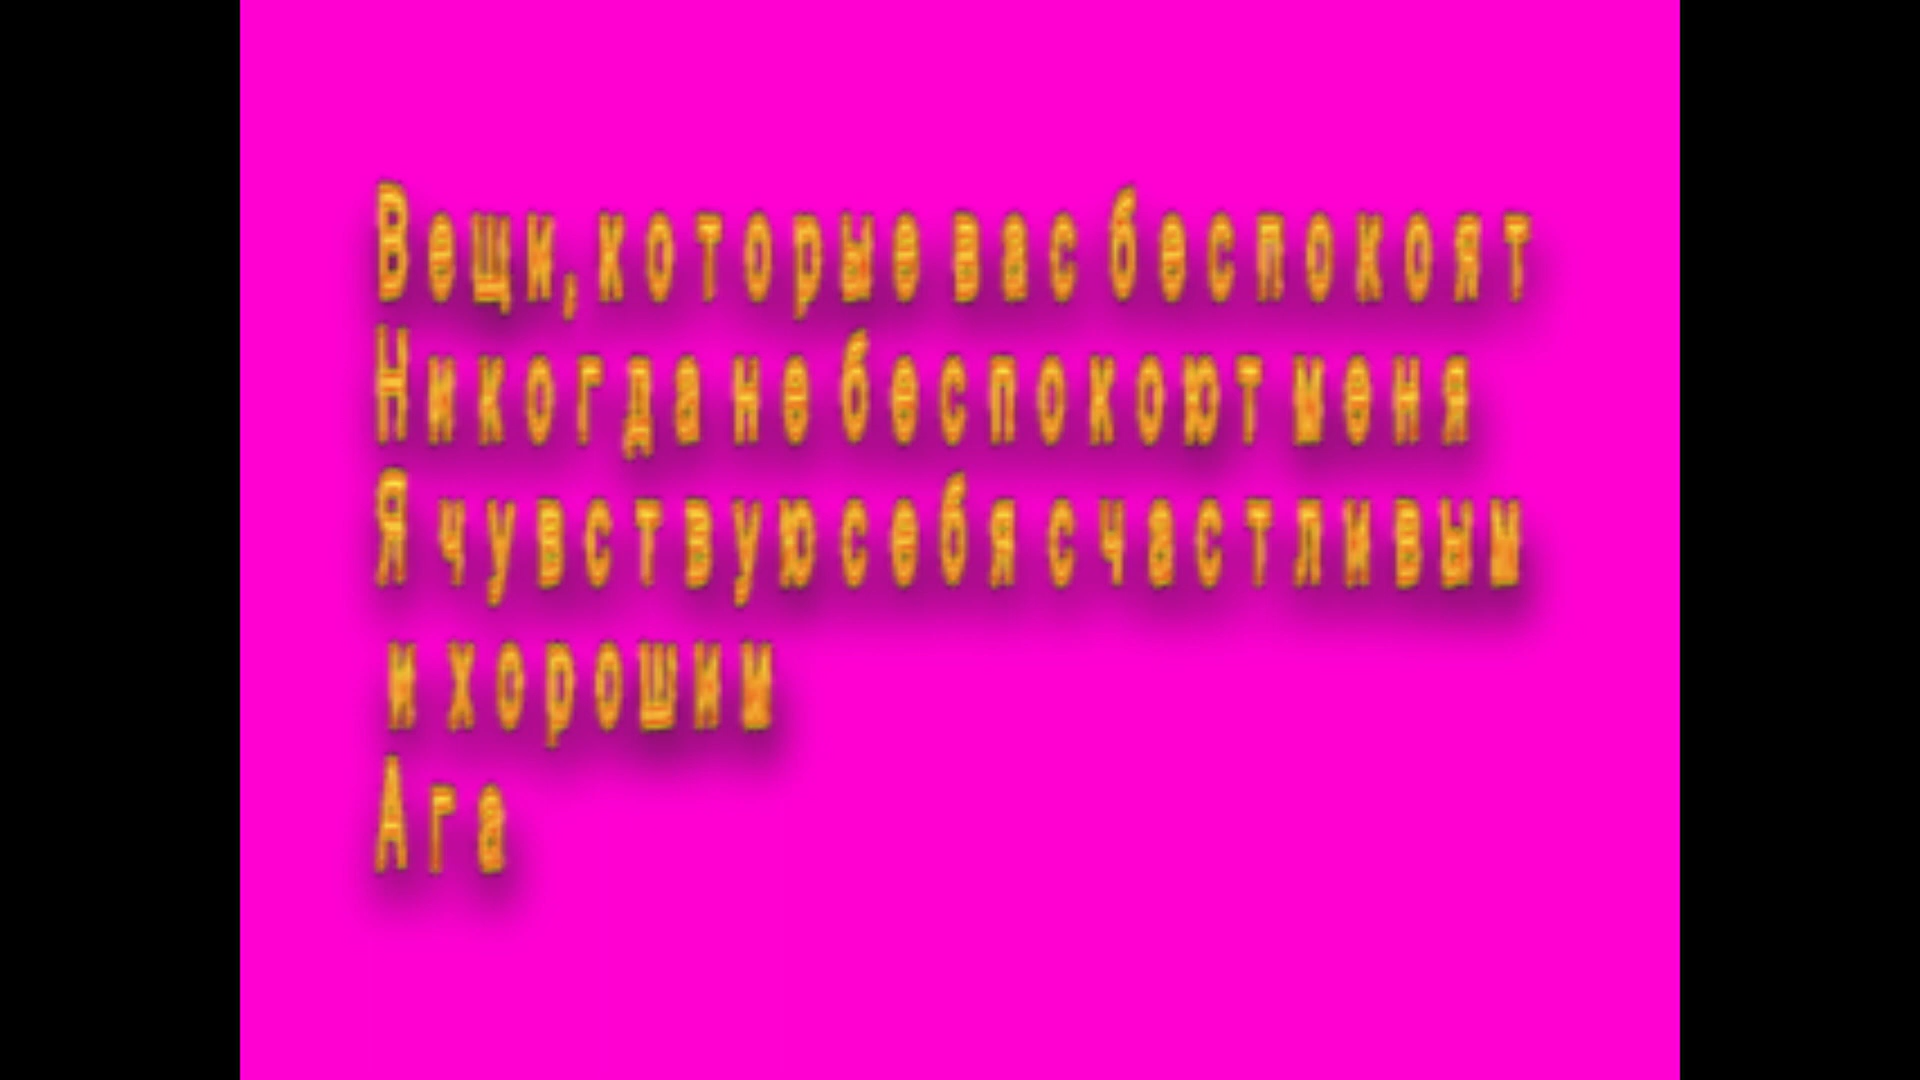 Вещи, которые вас беспокоят
Никогда не беспокоют меня
Я чувствую себя счастливым
и хорошим
Ага